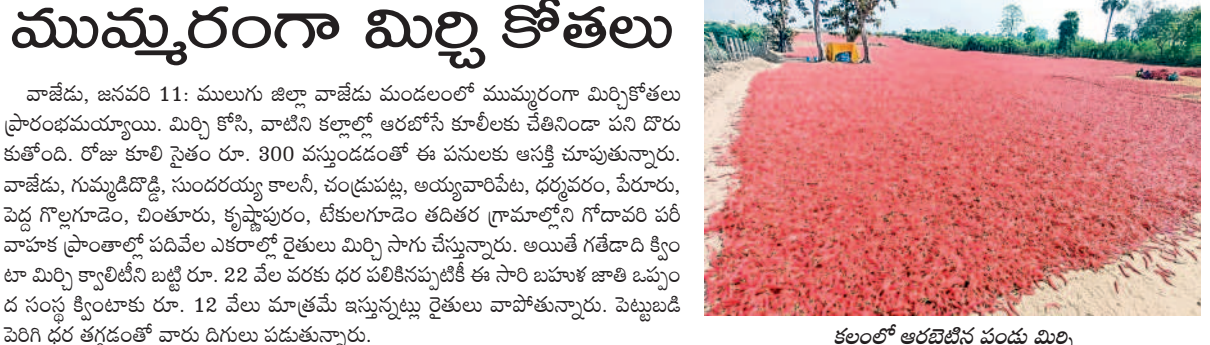 ముమ్మరంగా మిర్చి కోతలు
వాజేడు, జనవరి 11: ములుగు జిల్లా వాజేడు మండలంలో ముమ్మరంగా మిర్చికోతలు
ప్రారంభమయ్యాయి. మిర్చి కోసి, వాటిని కల్లాల్లో ఆరబోసే కూలీలకు చేతినిండా పని దొరు
కుతోంది. రోజు కూలి సైతం రూ. 300 వస్తుండడంతో ఈ పనులకు ఆసక్తి చూపుతున్నారు.
వాజేడు, గుమ్మడిదొడ్డి, సుందరయ్య కాలనీ, చంద్రుపట్ల, అయ్యవారిపేట, ధర్మవరం, పేరూరు,
పెద్ద గొల్లగూడెం, చింతూరు, కృష్ణాపురం, టేకులగూడెం తదితర గ్రామాల్లోని గోదావరి పరీ
వాహక ప్రాంతాల్లో పదివేల ఎకరాల్లో రైతులు మిర్చి సాగు చేస్తున్నారు. అయితే గతేడాది క్విం
టా మిర్చి క్వాలిటీని బట్టి రూ. 22 వేల వరకు ధర పలికినప్పటికీ ఈ సారి బహుళ జాతి ఒప్పం
ద సంస్థ క్వింటాకు రూ. 12 వేలు మాత్రమే ఇస్తున్నట్లు రైతులు వాపోతున్నారు. పెట్టుబడి
పెరిగి ధర తగ్గడంతో వారు దిగులు పడుతున్నారు.
కల్లంలో ఆరబెట్టిన పండు మిర్చి